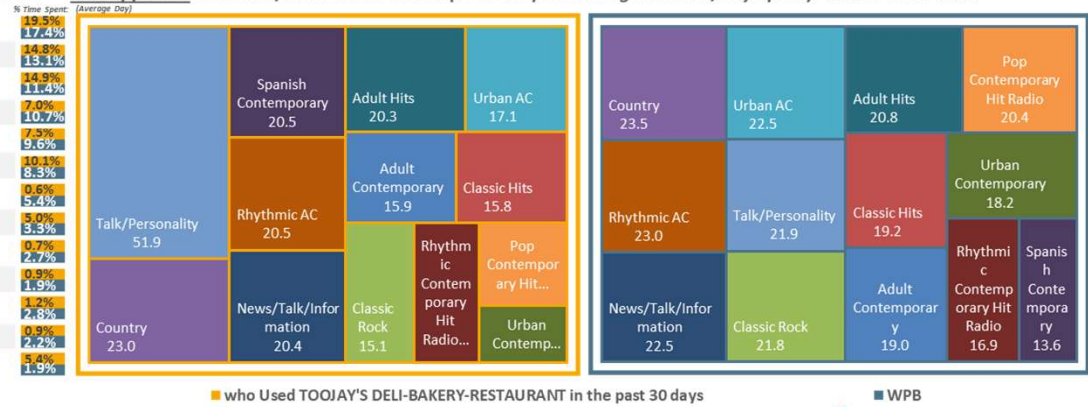 % Time Spent: (Average Day)
19.5%
17.4%
14.8%
13.1%
14.9%
11.4%
7.0%
10.7%
7.5%
9.6%
10.1%
8.3%
0.6%
5.4%
5.0%
3.3%
0.7%
2.7%
0.9%
1.9%
1.2%
2.8%
0.9%
2.2%
5.4%
1.9%
Talk/Personality
51.9
Country
23.0
Spanish
Contemporary
20.5
Rhythmic AC
20.5
News/Talk/Infor
mation
20.4
Adult Hits
20.3
Urban AC
17.1
Adult
Contemporary
15.9
Classic Hits
15.8
Classic
Rock
15.1
Rhythm
ic
Contem
porary
Hit
Radio...
Pop
Contempor
ary Hit...
Urban
Contemp...
Country
23.5
Rhythmic AC
23.0
News/Talk/Infor
mation
22.5
Urban AC
22.5
Talk/Personality
21.9
Classic Rock
21.8
Adult Hits
20.8
Pop
Contemporary
Hit Radio
20.4
Classic Hits
19.2
Urban
Contemporary
18.2
Adult
Contemporar
y
19.0
Rhythmi
c
Contemp
orary Hit
Radio
16.9
Spanis
h
Conte
mpora
ry
13.6
who Used TOOJAY'S DELI-BAKERY-RESTAURANT in the past 30 days
WPB